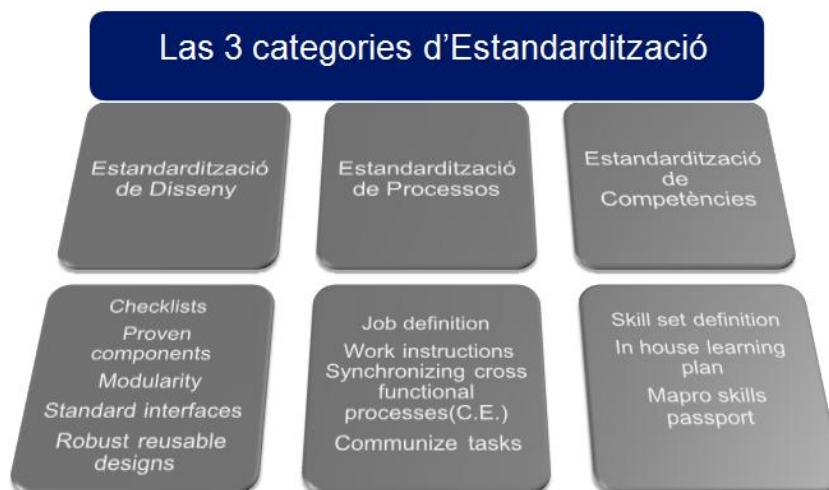 Las 3 categories d'Estandardització
Estandardització
de Disseny
Estandardització
de Processos
Estandardització
de
Competències
Checklists
Proven
components
Modularity
Standard interfaces
Robust reusable
designs
Job definition
Work instructions
Synchronizing cross
functional
processes(C.E.)
Communize tasks
Skill set definition
In house learning
plan
Mapro skills
passport